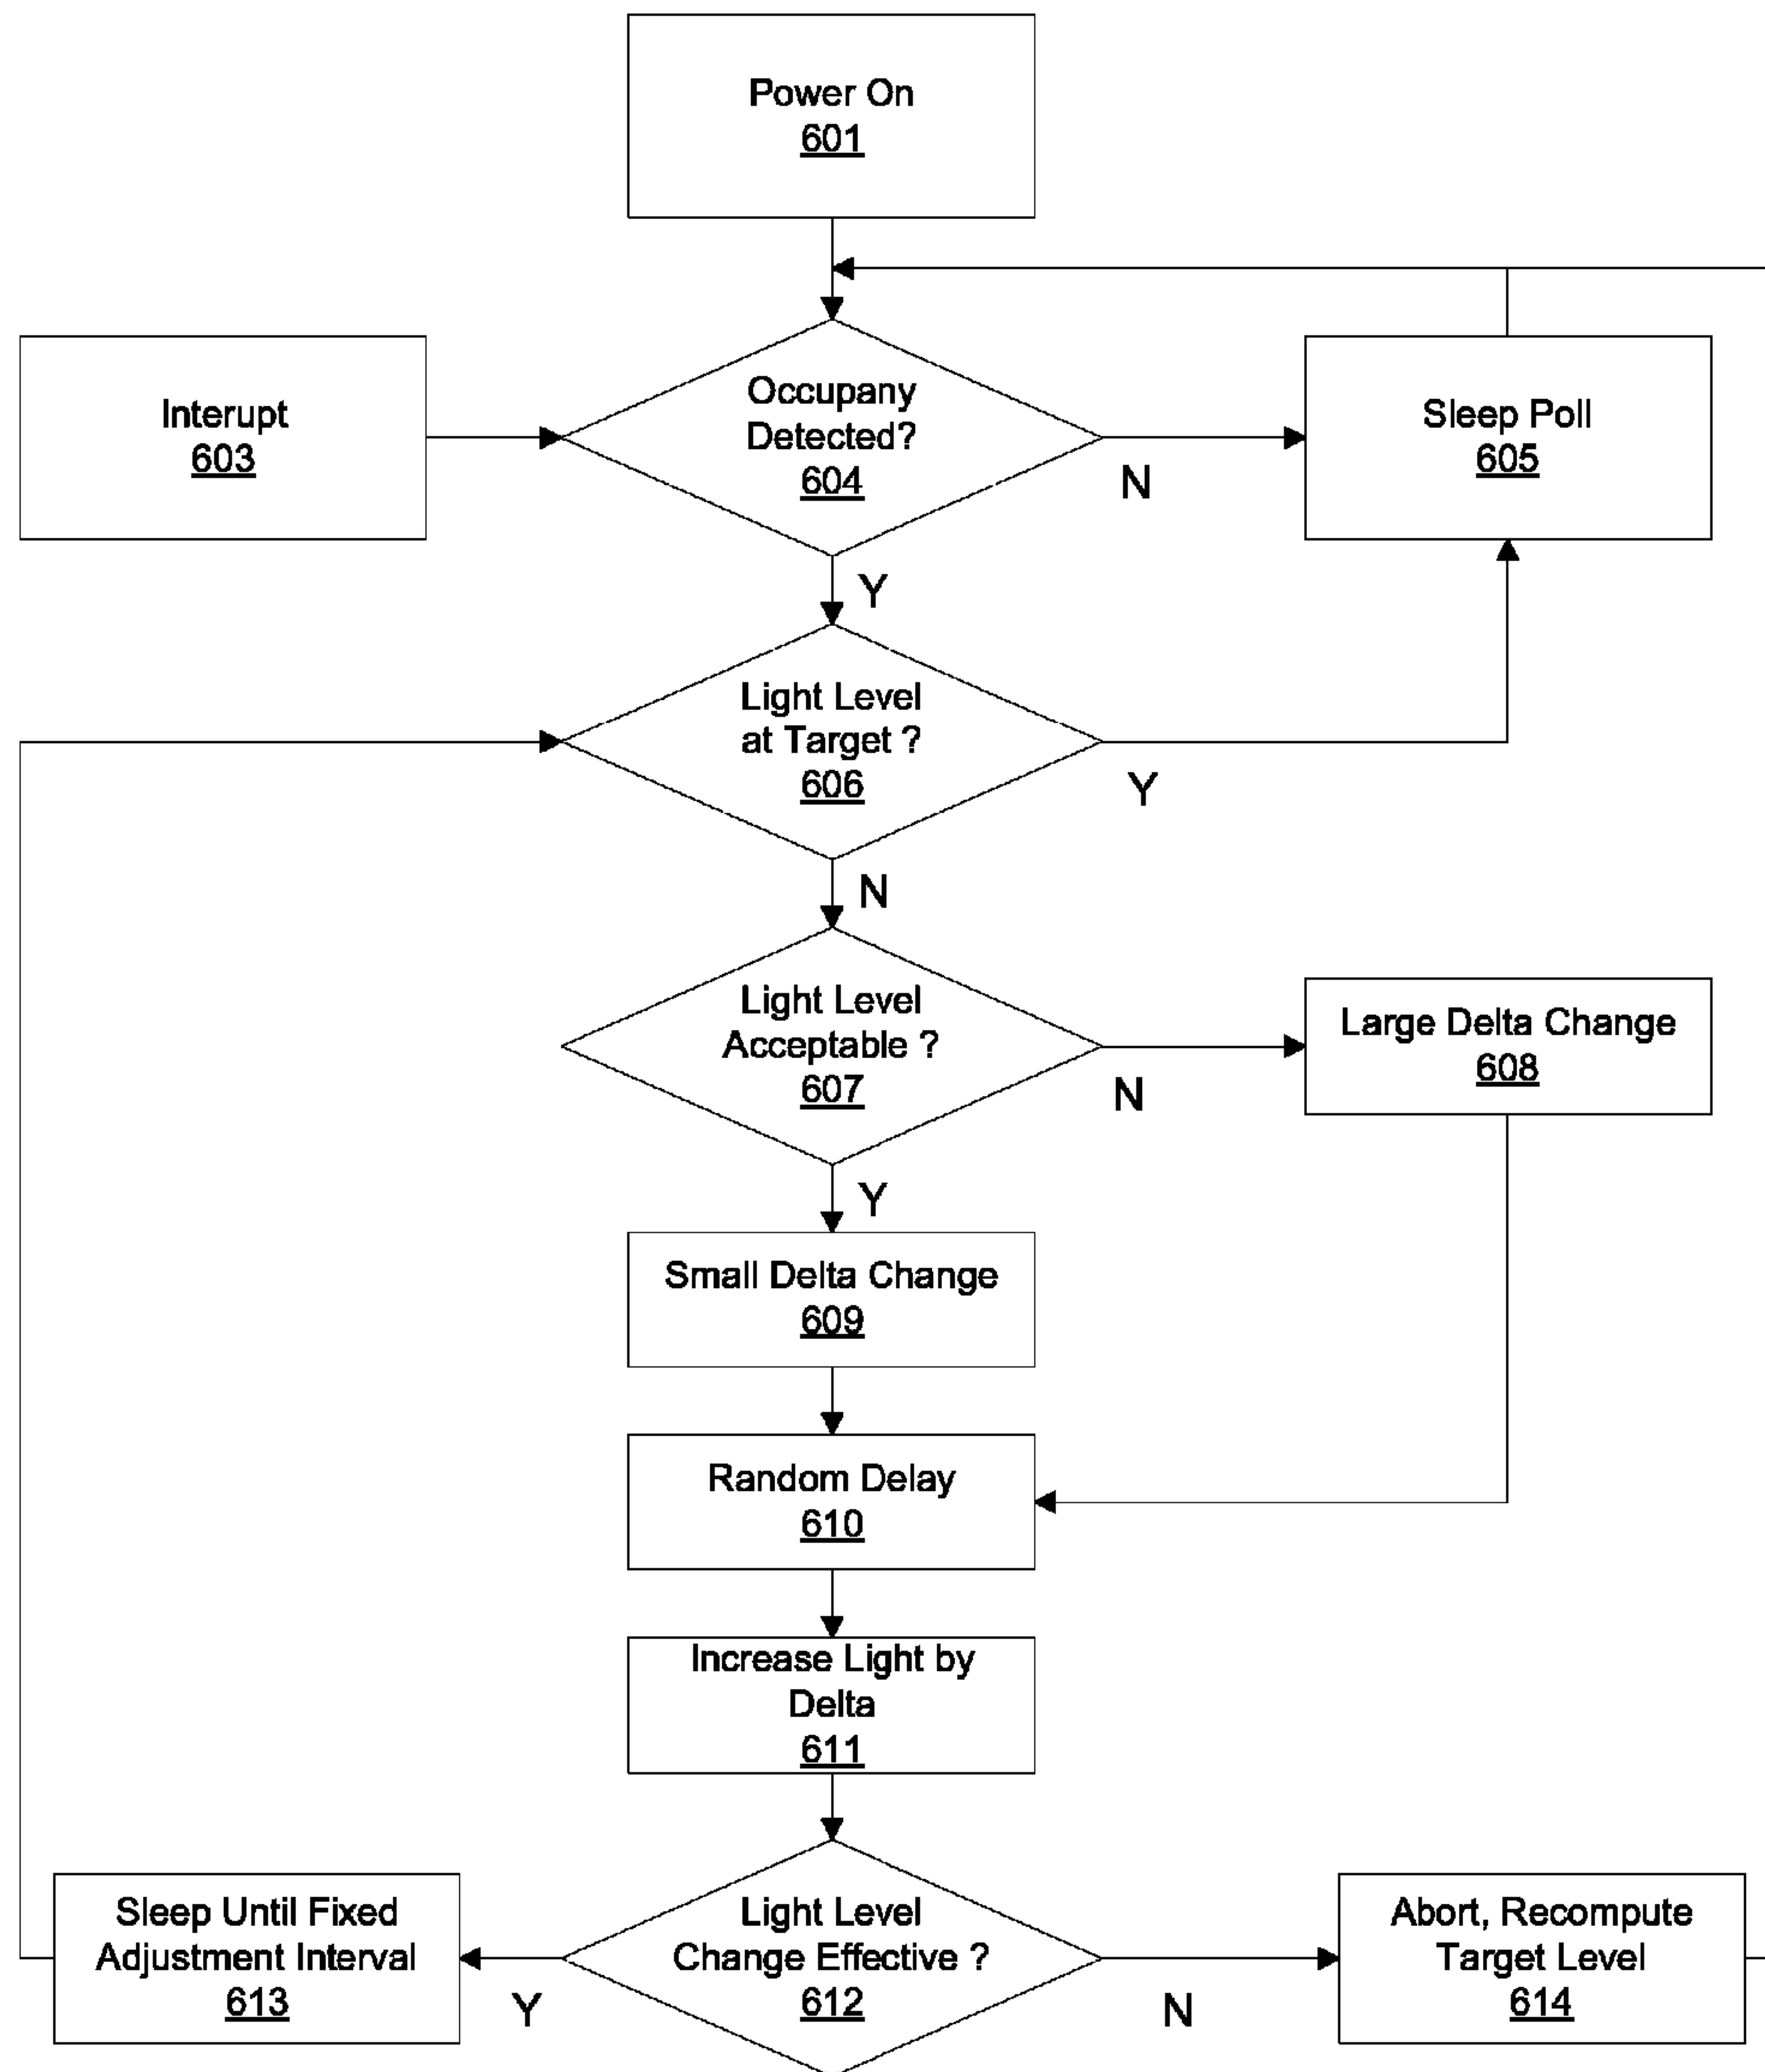 Power On
601
Interupt
603
Occupany
Detected?
604
N
Sleep Poll
605
Y
Light Level
at Target ?
606
Y
N
Light Level
Acceptable ?
607
N
Large Delta Change
608
Y
Small Delta Change
609
Random Delay
610
Increase Light by
Delta
611
Sleep Until Fixed
Adjustment Interval
613
Y
Light Level
Change Effective ?
612
N
Abort, Recompute
Target Level
614